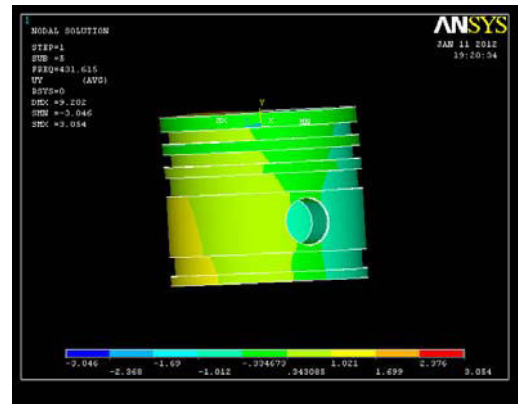 1
NODAL SOLUTION
ANSYS
JAN 11 2012
19:20:34
STEP=1
SUB =3
FREQ=431.615
UY (AVG)
RSYS=0
DMX =9.202
SMN =-3.046
SMX =3.054
Y
MX X MN
-3.046 -1.69 -.334673 1.021 2.376
-2.368 -1.012 .343085 1.699 3.054